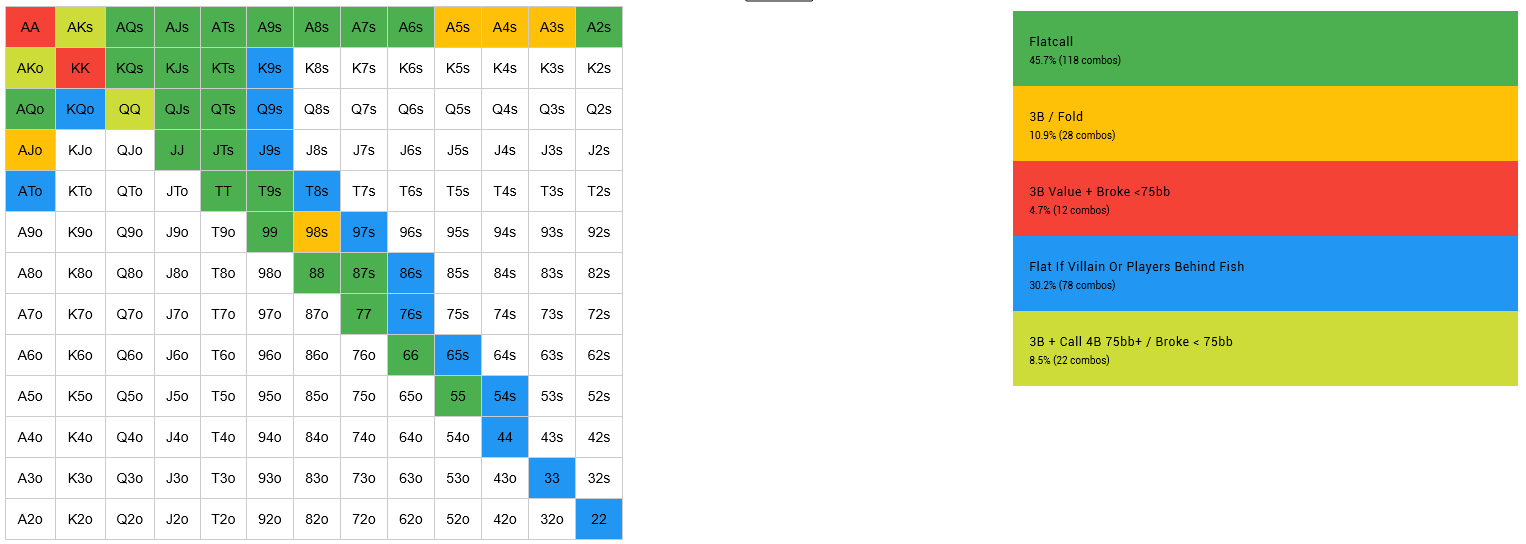 AA AKs AQs AJs ATs A9s A8s A7s A6s A5s A4s A3s A2s
AKo KK KQs KJs KTs K9s K8s K7s K6s K5s K4s K3s K2s
AQo KQo QQ QJs QTs Q9s Q8s Q7s Q6s Q5s Q4s Q3s Q2s
AJo KJo QJo JJ JTs J9s J8s J7s J6s J5s J4s J3s J2s
ATo KTo QTo JTo TT T9s T8s T7s T6s T5s T4s T3s T2s
A9o K9o Q9o J9o T9o 99 98s 97s 96s 95s 94s 93s 92s
A8o K8o Q8o J8o T8o 98o 88 87s 86s 85s 84s 83s 82s
A7o K7o Q7o J7o T7o 97o 87o 77 76s 75s 74s 73s 72s
A6o K6o Q6o J6o T6o 96o 86o 76o 66 65s 64s 63s 62s
A5o K5o Q5o J5o T5o 95o 85o 75o 65o 55 54s 53s 52s
A4o K4o Q4o J4o T4o 94o 84o 74o 64o 54o 44 43s 42s
A3o K3o Q3o J3o T3o 93o 83o 73o 63o 53o 43o 33 32s
A2o K2o Q2o J2o T2o 92o 82o 72o 62o 52o 42o 32o 22
Flatcall
45.7% (118 combos)
3B / Fold
10.9% (28 combos)
3B Value + Broke <75bb
4.7% (12 combos)
Flat If Villain Or Players Behind Fish
30.2% (78 combos)
3B + Call 4B 75bb+ / Broke < 75bb
8.5% (22 combos)